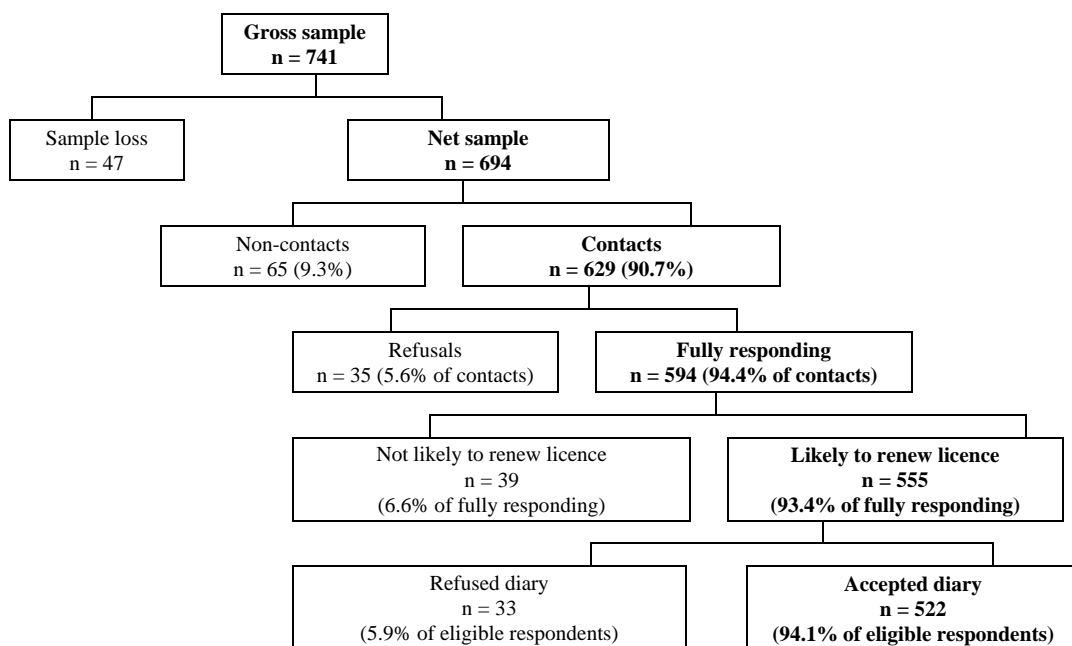 Gross sample
n = 741
Sample loss
n = 47
Net sample
n = 694
Non-contacts
n = 65 (9.3%)
Contacts
n = 629 (90.7%)
Refusals
n = 35 (5.6% of contacts)
Fully responding
n = 594 (94.4% of contacts)
Not likely to renew licence
n = 39
(6.6% of fully responding)
Likely to renew licence
n = 555
(93.4% of fully responding)
Refused diary
n = 33
(5.9% of eligible respondents)
Accepted diary
n = 522
(94.1% of eligible respondents)